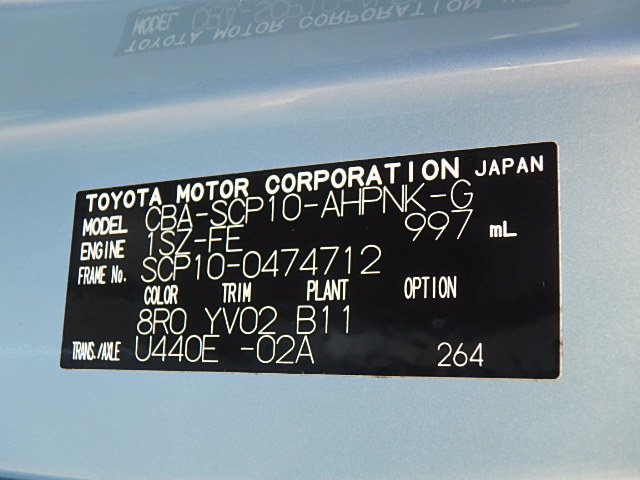 TOYOTA MOTOR CORPORATION JAPAN
MODEL CBA-SCP10-AHPNK-G
ENGINE 1SZ-FE 997 mL
FRAME No. SCP10-0474712
COLOR TRIM PLANT OPTION
8R0 YV02 B11
TRANS./AXLE U440E -02A 264